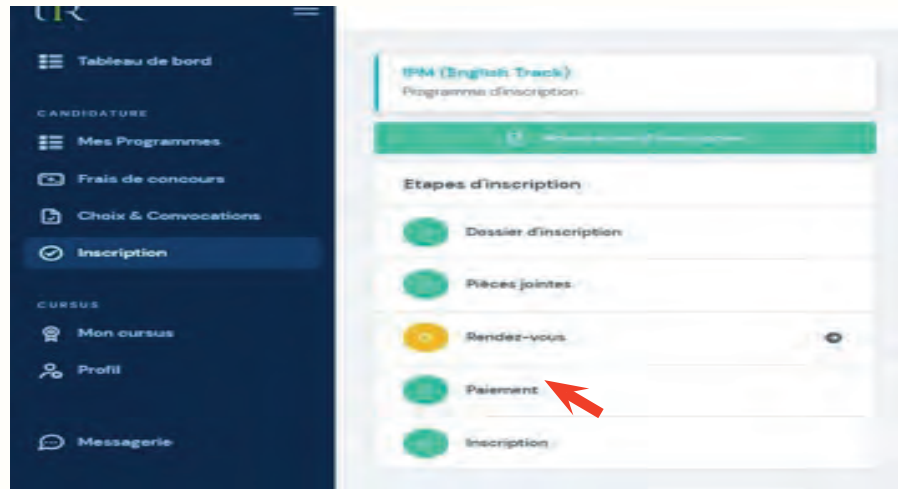 Tableau de bord
CANDIDATURE
Mes Programmes
Frais de concours
Choix & Convocations
Inscription
CURSUS
Mon cursus
Profil
Messagerie
IPM (English Track)
Programme d'inscription
Etapes d'inscription
Dossier d'inscription
Pièces jointes
Rendez-vous
Paiement
Inscription